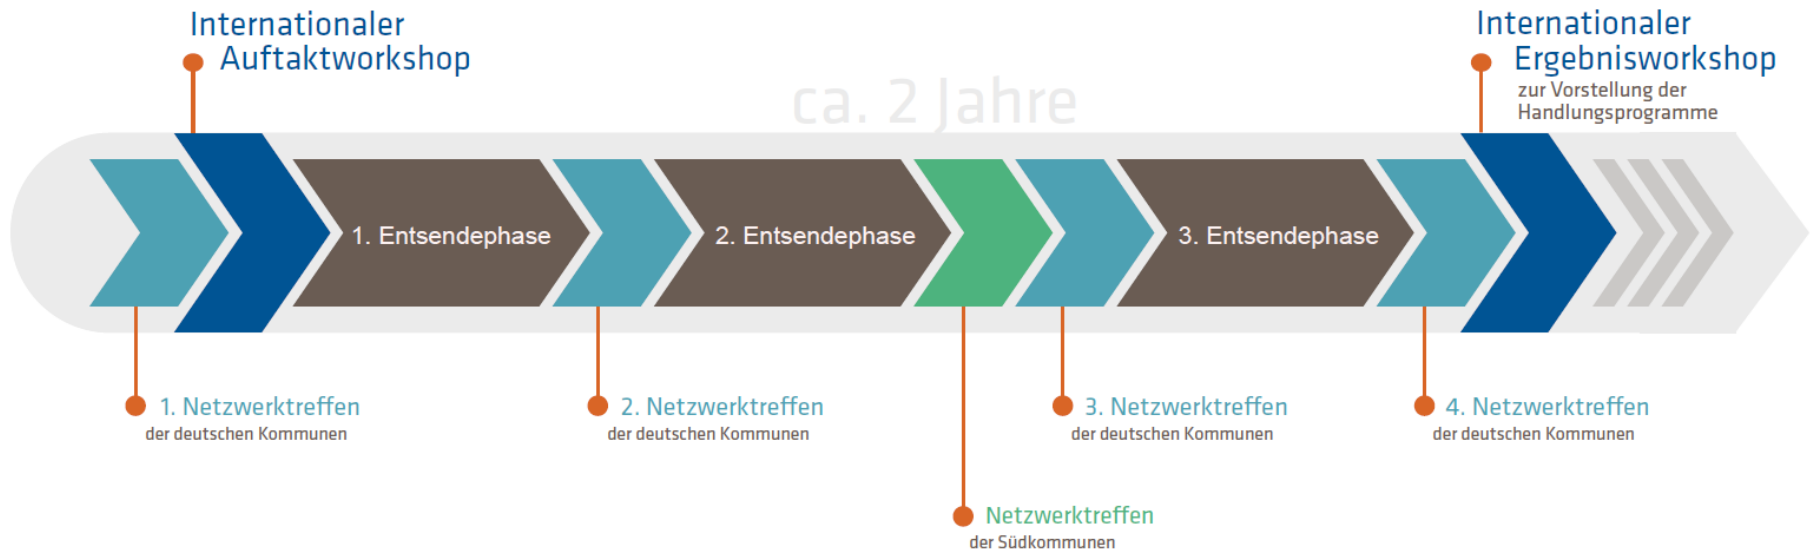 Internationaler
Auftaktworkshop
Internationaler
Ergebnisworkshop
zur Vorstellung der
Handlungsprogramme
ca. 2 Jahre
1. Entsendephase
2. Entsendephase
3. Entsendephase
1. Netzwerktreffen
der deutschen Kommunen
2. Netzwerktreffen
der deutschen Kommunen
3. Netzwerktreffen
der deutschen Kommunen
4. Netzwerktreffen
der deutschen Kommunen
Netzwerktreffen
der Südkommunen